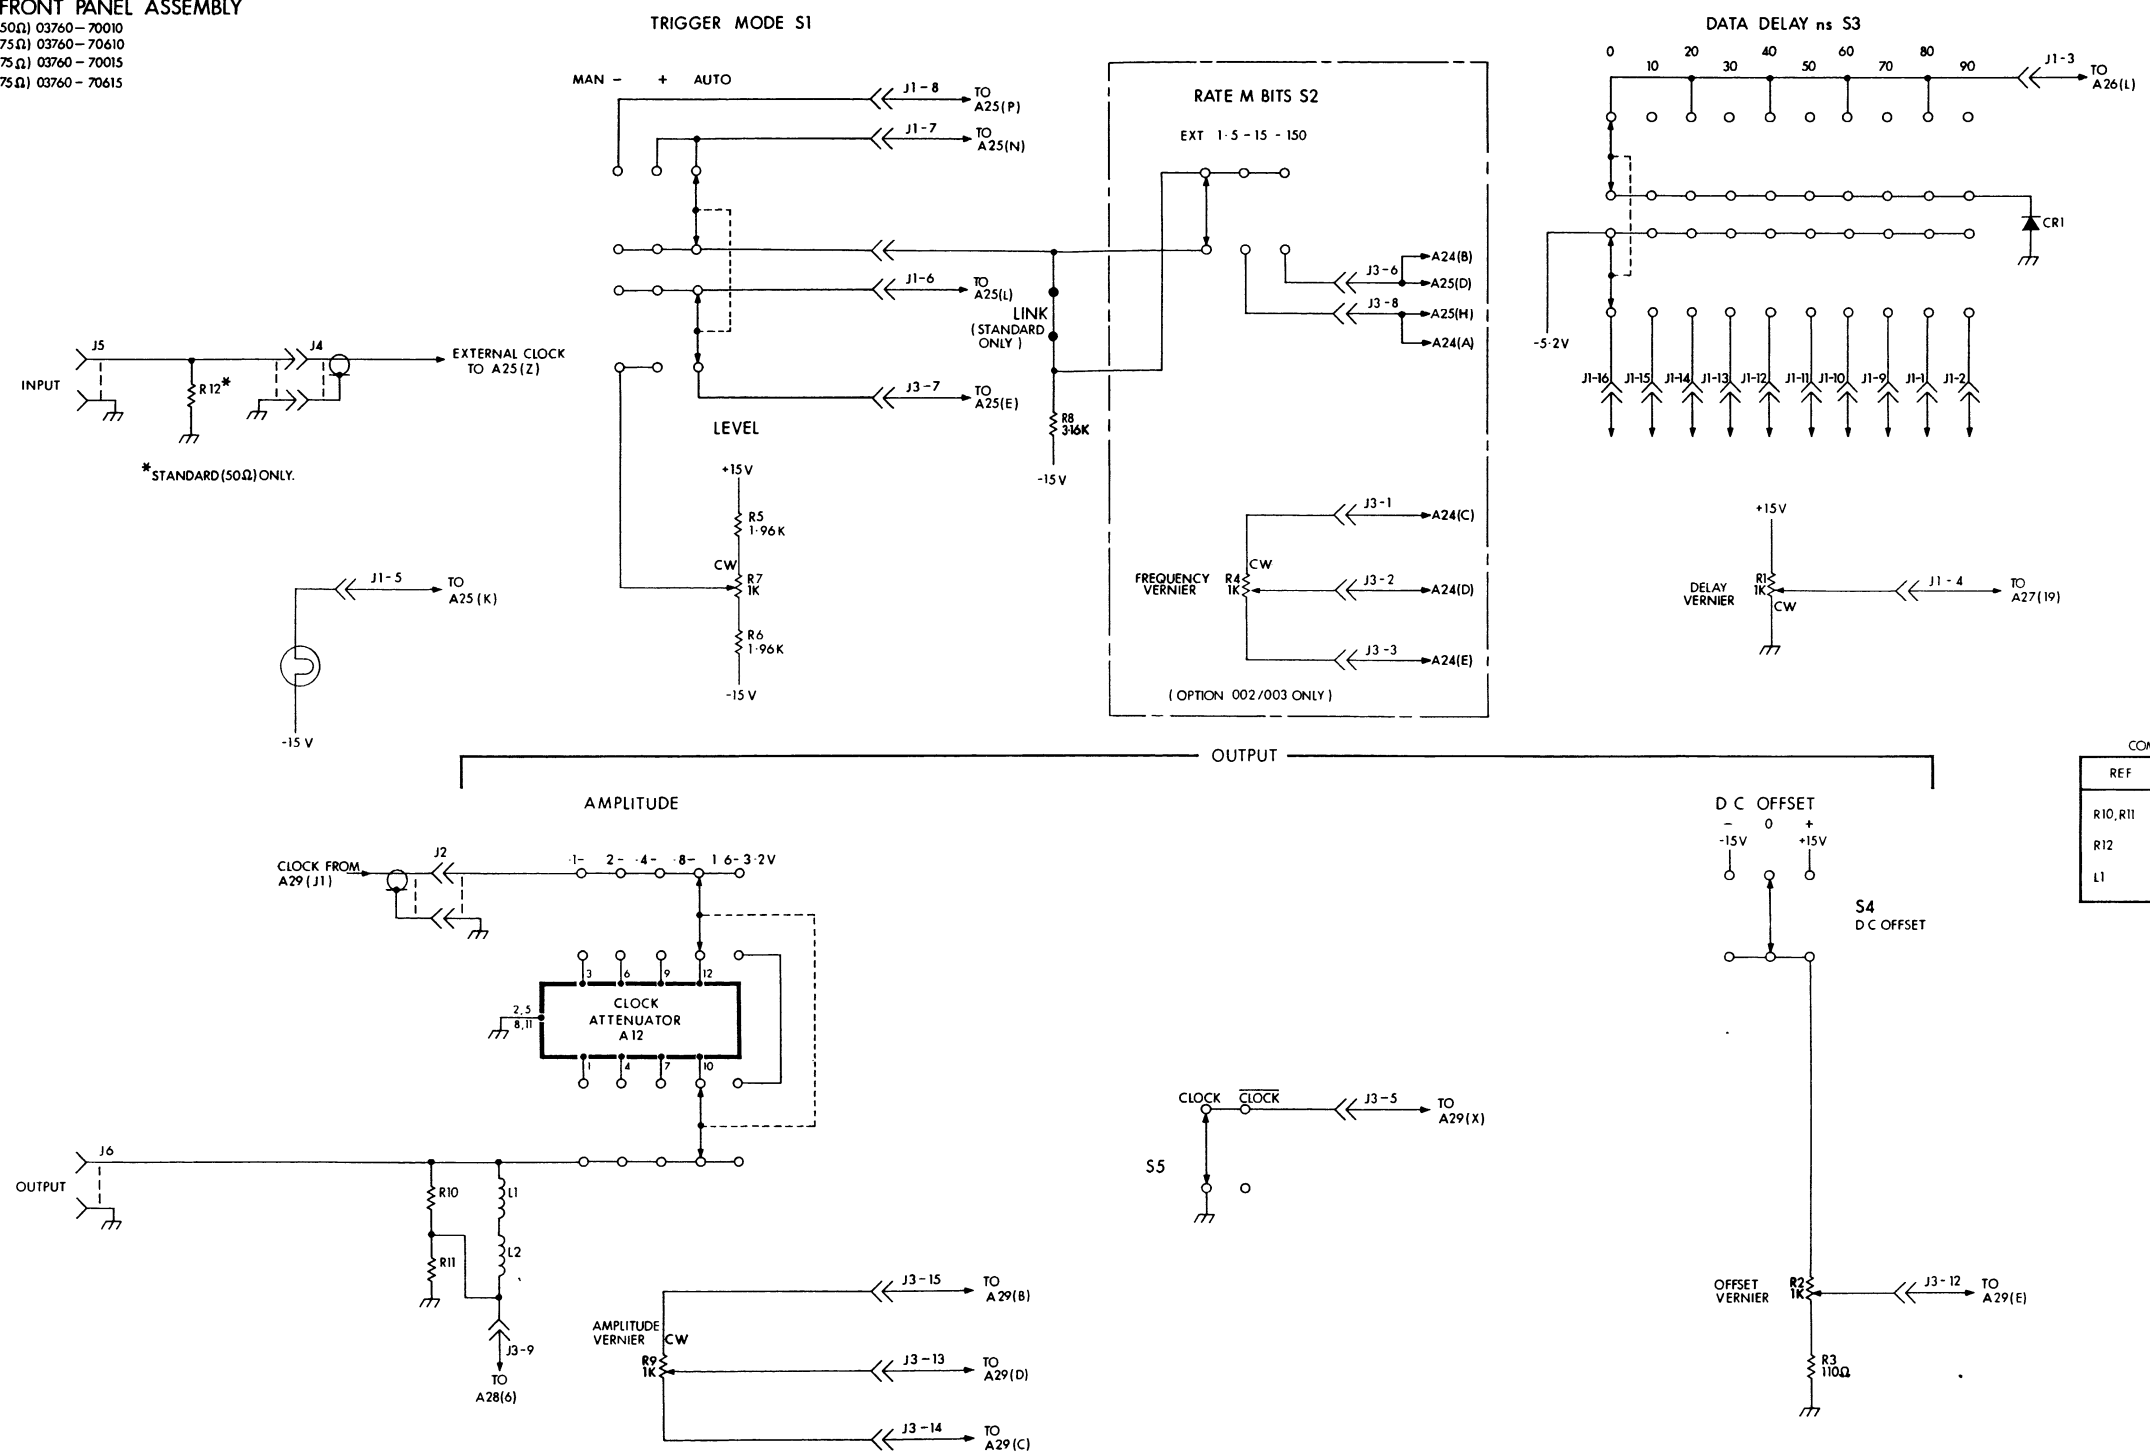 FRONT PANEL ASSEMBLY
50Ω) 03760-70010
75Ω) 03760-70610
75Ω) 03760-70015
75Ω) 03760-70615
TRIGGER MODE S1
MAN - + AUTO
J1-8 TO A25(P)
J1-7 TO A25(N)
J1-6 TO A25(L)
J3-7 TO A25(E)
RATE M BITS S2
EXT 1·5 - 15 - 150
J3-6
A24(B)
A25(D)
J3-8
A25(H)
A24(A)
LINK
(STANDARD ONLY)
R8
3·16K
-15V
DATA DELAY ns S3
0 20 40 60 80
10 30 50 70 90
J1-3 TO A26(L)
CR1
-5·2V
J1-16 J1-15 J1-14 J1-13 J1-12 J1-11 J1-10 J1-9 J1-1 J1-2
J5
INPUT
R12*
J4
EXTERNAL CLOCK
TO A25(Z)
*STANDARD(50Ω)ONLY.
LEVEL
+15V
R5
1·96K
CW
R7
1K
R6
1·96K
-15V
J1-5 TO A25(K)
-15V
FREQUENCY
VERNIER
CW
R4
1K
J3-1 A24(C)
J3-2 A24(D)
J3-3 A24(E)
(OPTION 002/003 ONLY)
+15V
DELAY
VERNIER
R1
1K
CW
J1-4 TO A27(19)
OUTPUT
REF
R10,R11
R12
L1
AMPLITUDE
·1- 2- ·4- ·8- 1 6- 3·2V
CLOCK FROM
A29(J1)
J2
3 6 9 12
CLOCK
ATTENUATOR
A12
2,5
8,11
1 4 7 10
D C OFFSET
- 0 +
-15V +15V
S4
D C OFFSET
CLOCK C̅L̅O̅C̅K̅
S5
J3-5 TO A29(X)
J6
OUTPUT
R10
R11
L1
L2
J3-9
TO
A28(6)
AMPLITUDE
VERNIER
CW
R9
1K
J3-15 TO A29(B)
J3-13 TO A29(D)
J3-14 TO A29(C)
OFFSET
VERNIER
R2
1K
J3-12 TO A29(E)
R3
110Ω